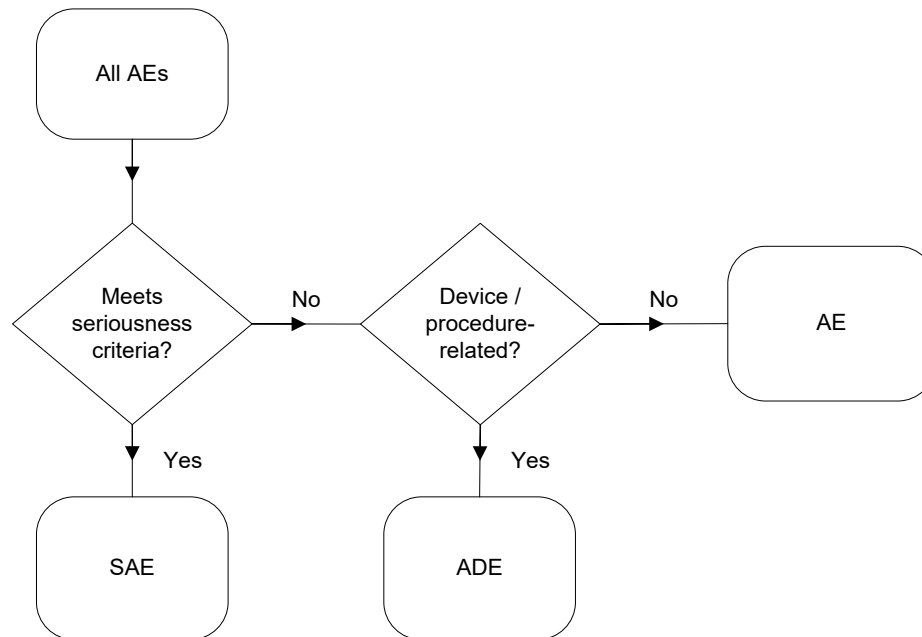 All AEs
Meets
seriousness
criteria?
No
Device /
procedure-
related?
No
AE
Yes
Yes
SAE
ADE